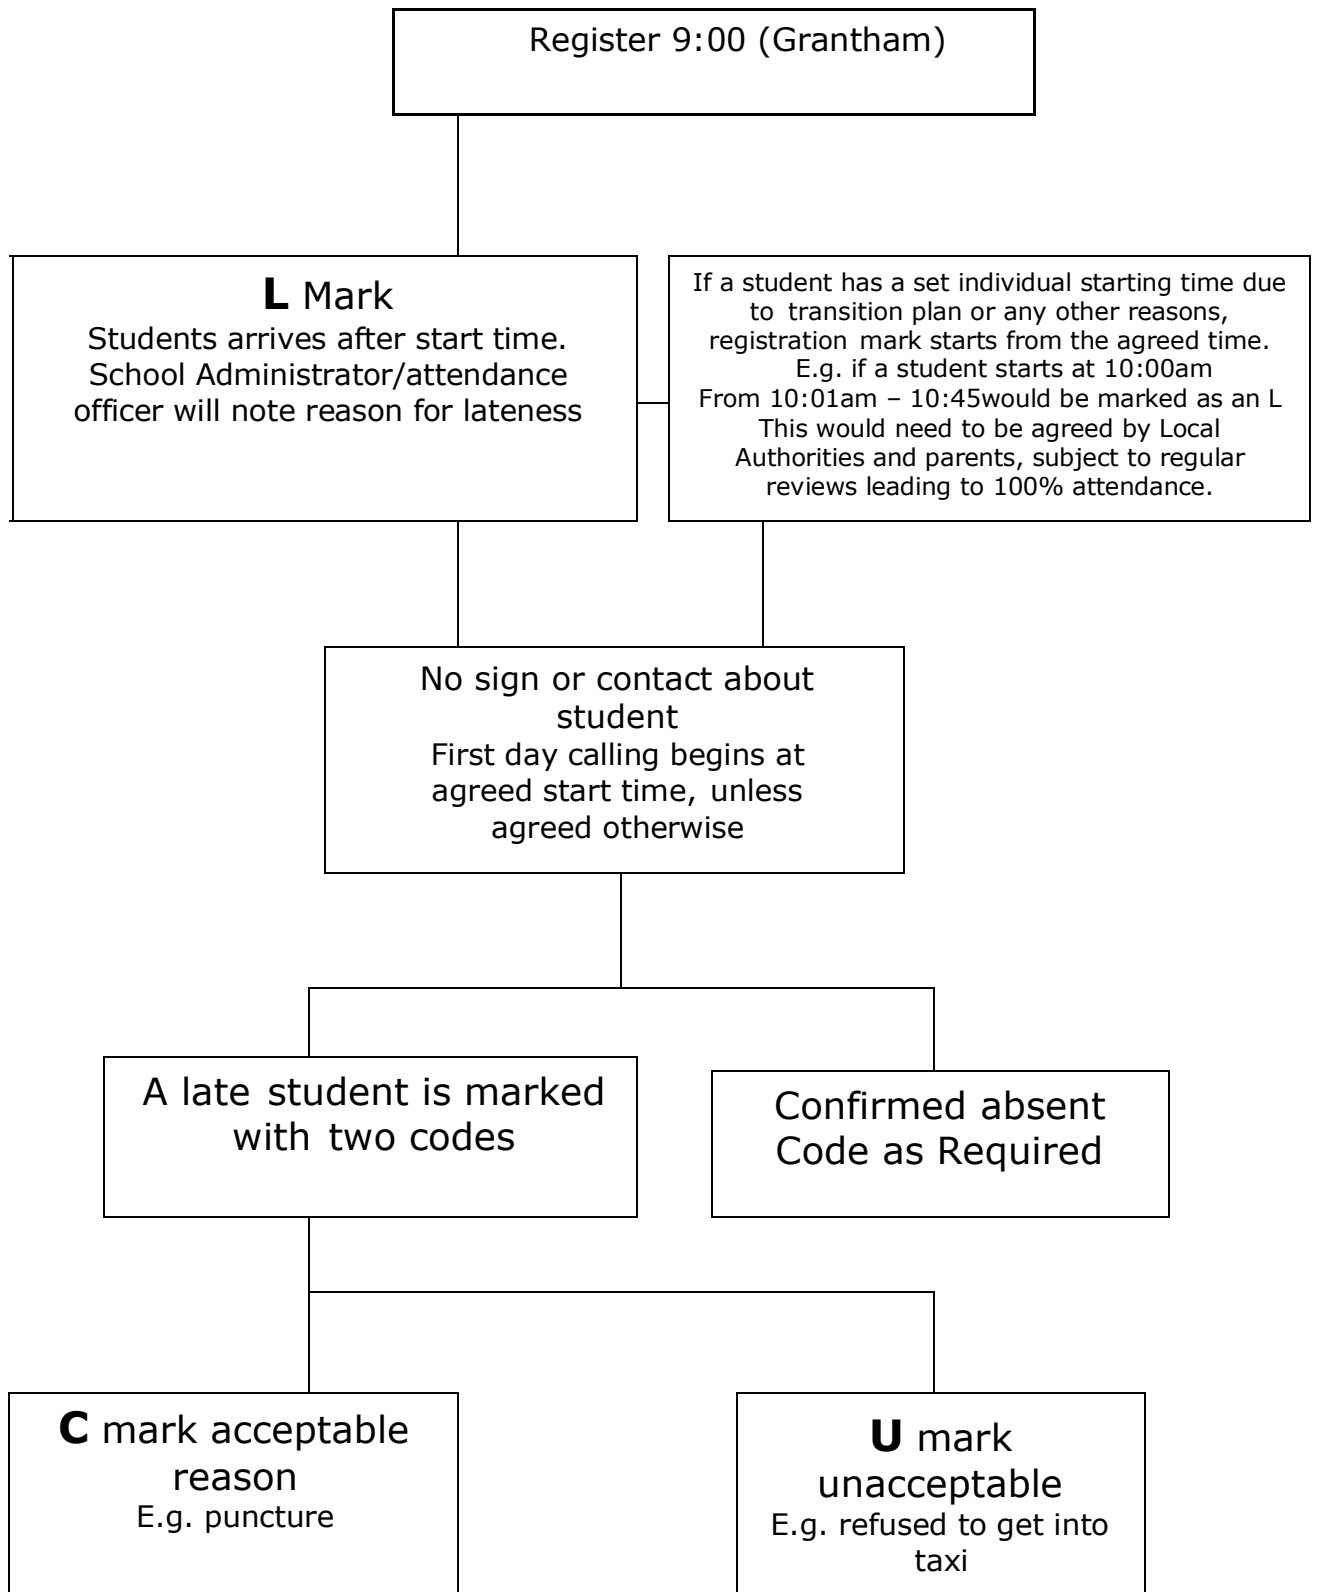 Register 9:00 (Grantham)
L Mark
Students arrives after start time.
School Administrator/attendance
officer will note reason for lateness
If a student has a set individual starting time due
to transition plan or any other reasons,
registration mark starts from the agreed time.
E.g. if a student starts at 10:00am
From 10:01am – 10:45would be marked as an L
This would need to be agreed by Local
Authorities and parents, subject to regular
reviews leading to 100% attendance.
No sign or contact about
student
First day calling begins at
agreed start time, unless
agreed otherwise
A late student is marked
with two codes
Confirmed absent
Code as Required
C mark acceptable
reason
E.g. puncture
U mark
unacceptable
E.g. refused to get into
taxi